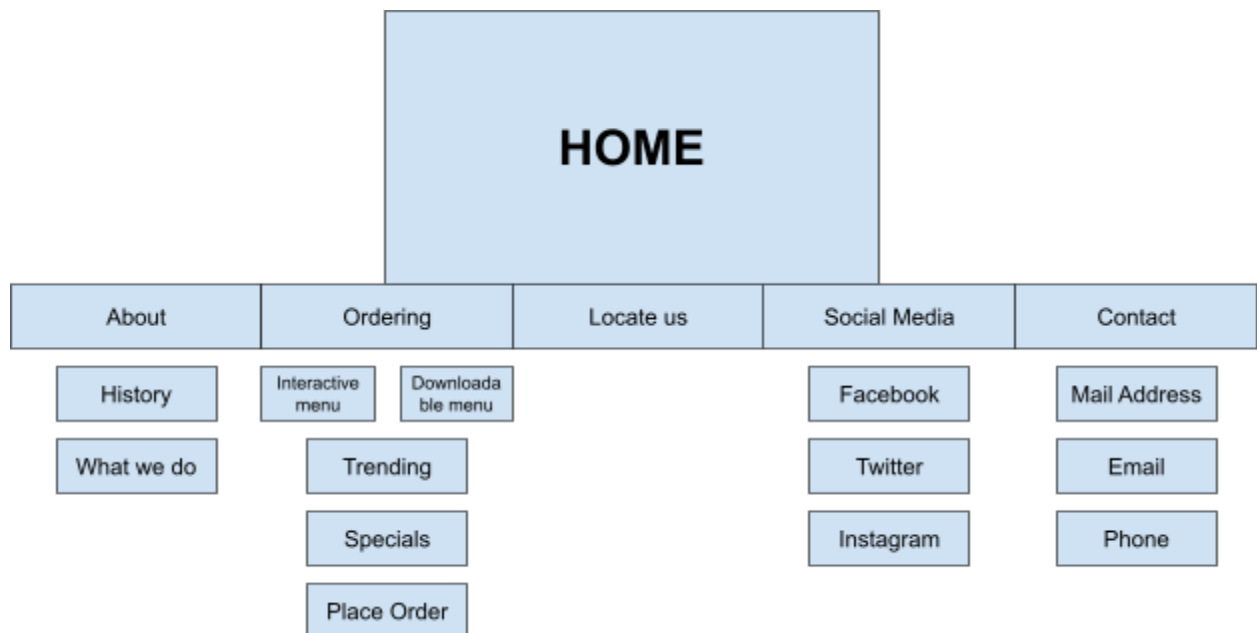 HOME
About
Ordering
Locate us
Social Media
Contact
History
Interactive
menu
Downloada
ble menu
Facebook
Mail Address
What we do
Trending
Twitter
Email
Specials
Instagram
Phone
Place Order